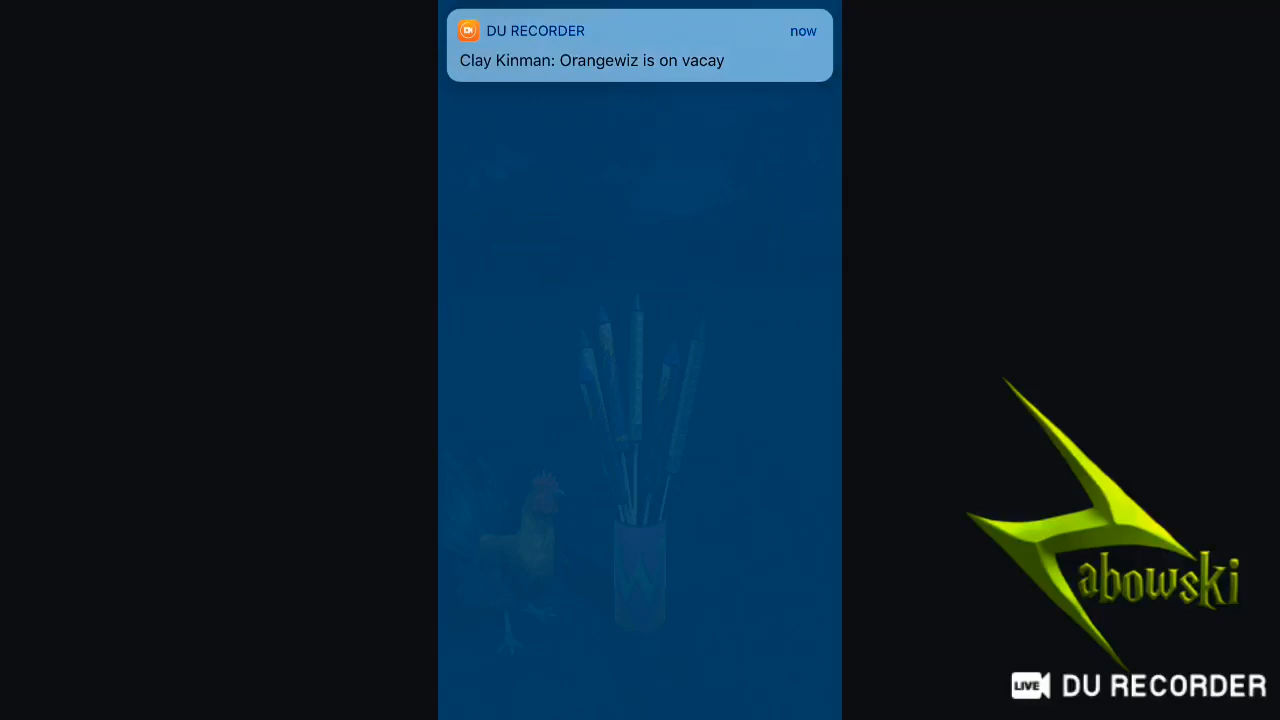 DU RECORDER now
Clay Kinman: Orangewiz is on vacay
abowski
LIVE DU RECORDER